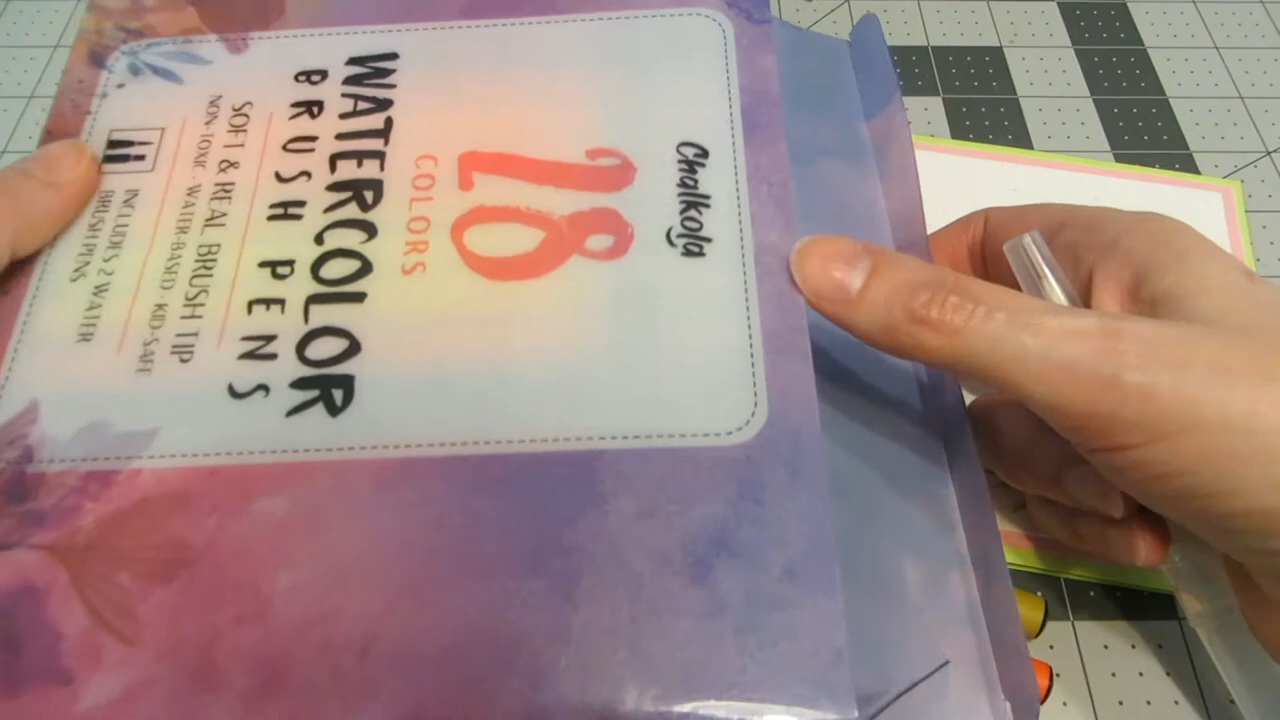 Chalkola
28
COLORS
WATERCOLOR
BRUSH PENS
SOFT & REAL BRUSH TIP
NON-TOXIC · WATER-BASED · KID-SAFE
INCLUDES 2 WATER
BRUSH PENS